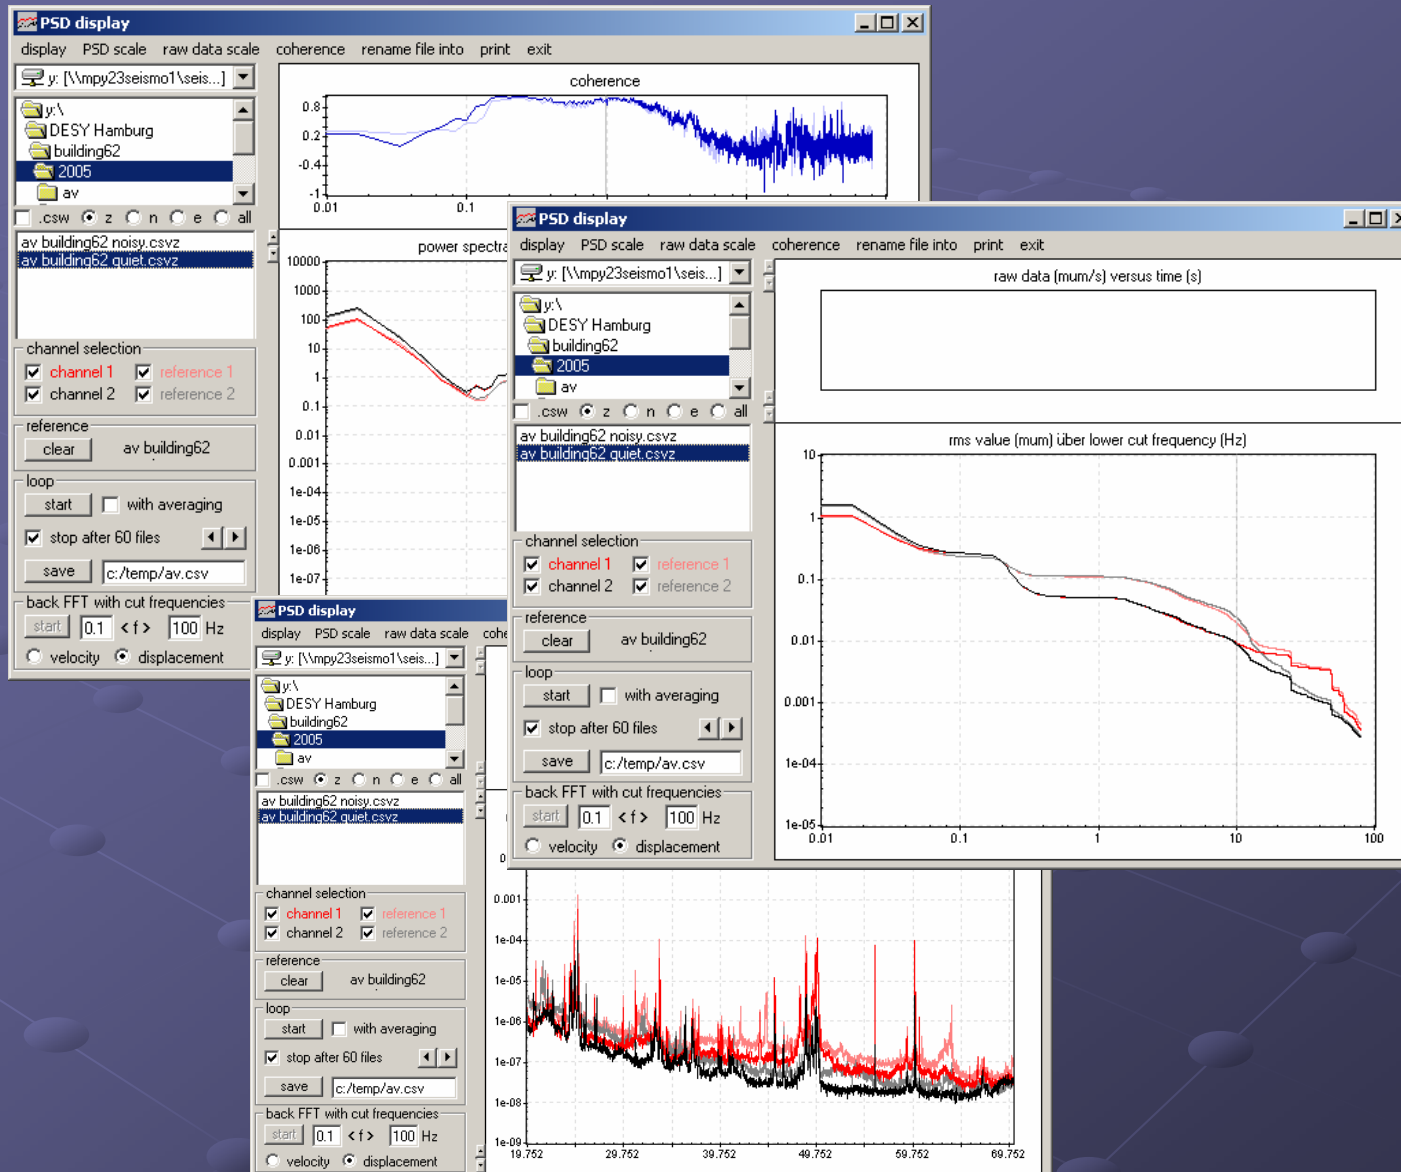 PSD display
display PSD scale raw data scale coherence rename file into print exit
y: [\\mpy23seismo1\seis...]
y:\
DESY Hamburg
building62
2005
av
.csw z n e all
av building62 noisy.csvz
av building62 quiet.csvz
channel selection
channel 1 reference 1
channel 2 reference 2
reference
clear av building62
loop
start with averaging
stop after 60 files
save c:/temp/av.csv
back FFT with cut frequencies
start 0.1 < f > 100 Hz
velocity displacement
coherence
0.8
0.2
-0.4
-1
0.01 0.1
power spectra
10000
1000
100
10
1
0.1
0.01
0.001
1e-04
1e-05
1e-06
1e-07
PSD display
display PSD scale raw data scale coherence rename file into print exit
y: [\\mpy23seismo1\seis...]
y:\
DESY Hamburg
building62
2005
av
.csw z n e all
av building62 noisy.csvz
av building62 quiet.csvz
channel selection
channel 1 reference 1
channel 2 reference 2
reference
clear av building62
loop
start with averaging
stop after 60 files
save c:/temp/av.csv
back FFT with cut frequencies
start 0.1 < f > 100 Hz
velocity displacement
raw data (mum/s) versus time (s)
rms value (mum) über lower cut frequency (Hz)
10
1
0.1
0.01
0.001
1e-04
1e-05
0.01 0.1 1 10 100
PSD display
display PSD scale raw data scale cohe
y: [\\mpy23seismo1\seis...]
y:\
DESY Hamburg
building62
2005
av
.csw z n e all
av building62 noisy.csvz
av building62 quiet.csvz
channel selection
channel 1 reference 1
channel 2 reference 2
reference
clear av building62
loop
start with averaging
stop after 60 files
save c:/temp/av.csv
back FFT with cut frequencies
start 0.1 < f > 100 Hz
velocity displacement
0
0.001
1e-04
1e-05
1e-06
1e-07
1e-08
1e-09
19.752 29.752 39.752 49.752 59.752 69.752